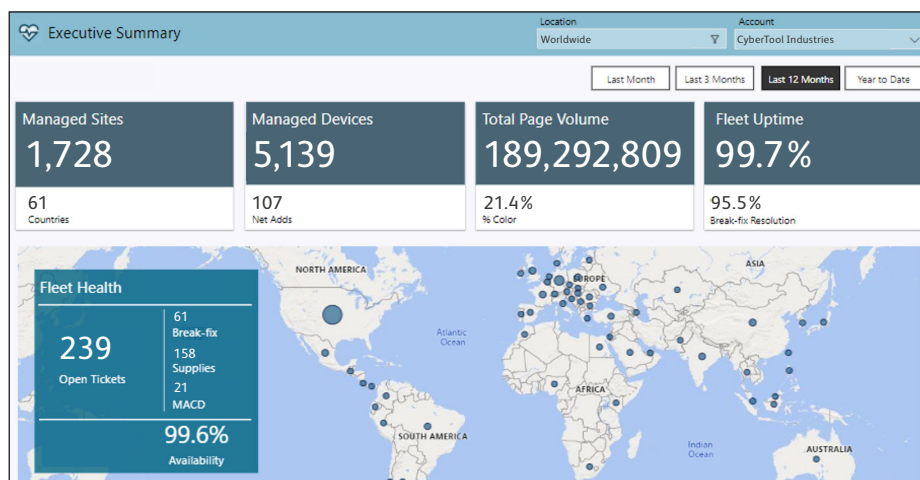 Executive Summary
Location
Worldwide
Account
CyberTool Industries
Last Month
Last 3 Months
Last 12 Months
Year to Date
Managed Sites
1,728
61
Countries
Managed Devices
5,139
107
Net Adds
Total Page Volume
189,292,809
21.4%
% Color
Fleet Uptime
99.7%
95.5%
Break-fix Resolution
Fleet Health
239
Open Tickets
61
Break-fix
158
Supplies
21
MACD
99.6%
Availability
NORTH AMERICA
Atlantic
Ocean
EUROPE
ASIA
AFRICA
SOUTH AMERICA
Indian
Ocean
AUSTRALIA